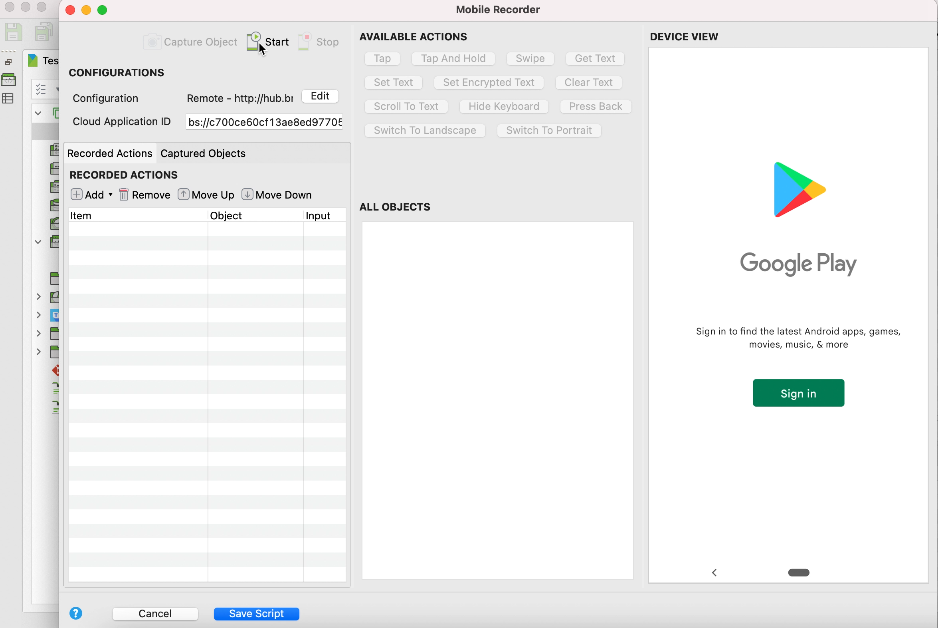 Mobile Recorder
Capture Object
Start
Stop
CONFIGURATIONS
Configuration
Remote - http://hub.br
Edit
Cloud Application ID
bs://c700ce60cf13ae8ed97705
Recorded Actions
Captured Objects
RECORDED ACTIONS
Add
Remove
Move Up
Move Down
Item
Object
Input
Cancel
Save Script
AVAILABLE ACTIONS
Tap
Tap And Hold
Swipe
Get Text
Set Text
Set Encrypted Text
Clear Text
Scroll To Text
Hide Keyboard
Press Back
Switch To Landscape
Switch To Portrait
ALL OBJECTS
DEVICE VIEW
Google Play
Sign in to find the latest Android apps, games,
movies, music, & more
Sign in
Tes